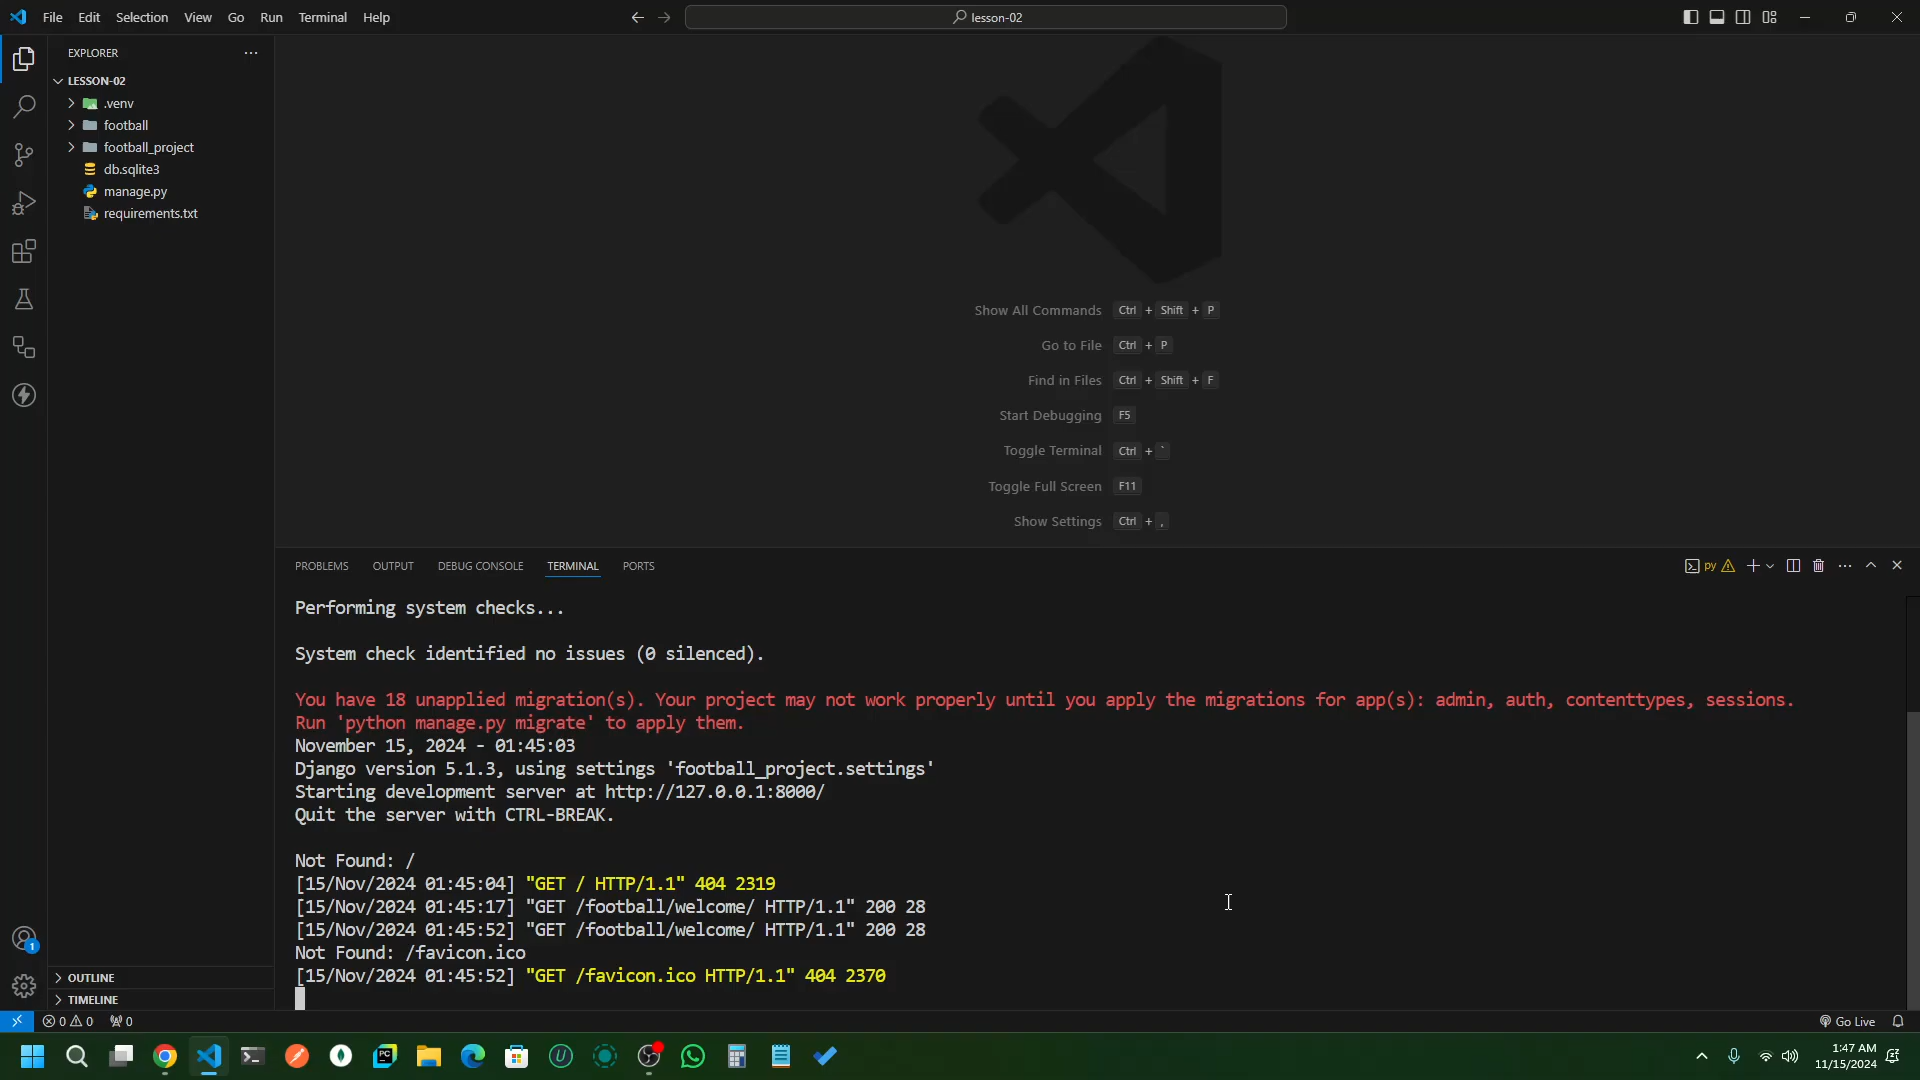 File Edit Selection View Go Run Terminal Help
lesson-02
EXPLORER
LESSON-02
.venv
football
football_project
db.sqlite3
manage.py
requirements.txt
Show All Commands Ctrl + Shift + P
Go to File Ctrl + P
Find in Files Ctrl + Shift + F
Start Debugging F5
Toggle Terminal Ctrl + `
Toggle Full Screen F11
Show Settings Ctrl + ,
PROBLEMS OUTPUT DEBUG CONSOLE TERMINAL PORTS
py
Performing system checks...
System check identified no issues (0 silenced).
You have 18 unapplied migration(s). Your project may not work properly until you apply the migrations for app(s): admin, auth, contenttypes, sessions.
Run 'python manage.py migrate' to apply them.
November 15, 2024 - 01:45:03
Django version 5.1.3, using settings 'football_project.settings'
Starting development server at http://127.0.0.1:8000/
Quit the server with CTRL-BREAK.
Not Found: /
[15/Nov/2024 01:45:04] "GET / HTTP/1.1" 404 2319
[15/Nov/2024 01:45:17] "GET /football/welcome/ HTTP/1.1" 200 28
[15/Nov/2024 01:45:52] "GET /football/welcome/ HTTP/1.1" 200 28
Not Found: /favicon.ico
[15/Nov/2024 01:45:52] "GET /favicon.ico HTTP/1.1" 404 2370
1
OUTLINE
TIMELINE
0 0 0
Go Live
PC
U
1:47 AM
11/15/2024